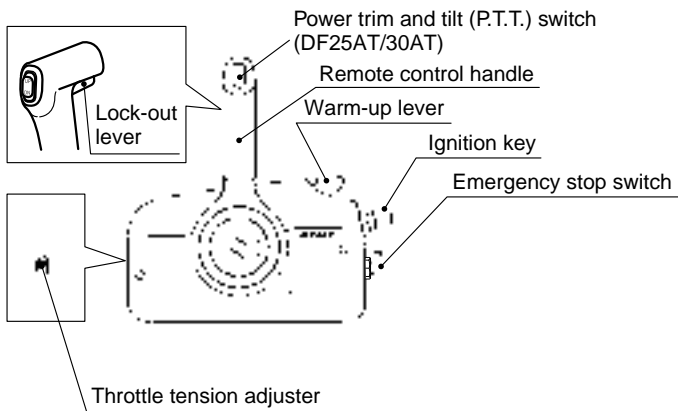 Power trim and tilt (P.T.T.) switch
(DF25AT/30AT)
Remote control handle
Lock-out
lever
Warm-up lever
Ignition key
Emergency stop switch
Throttle tension adjuster